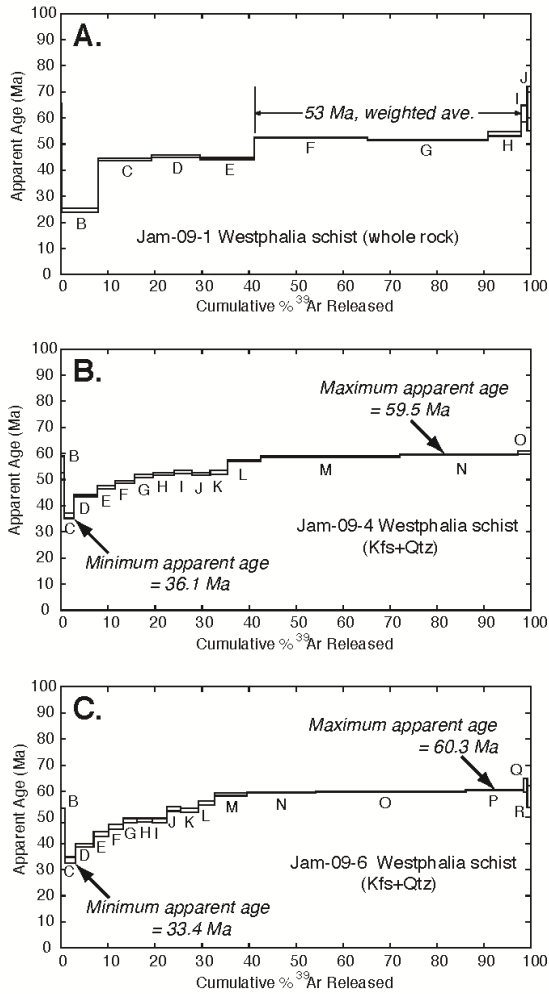 A.
100
90
80
70
60
50
40
30
20
10
0
Apparent Age (Ma)
J
I
53 Ma, weighted ave.
B C D E F G H
Jam-09-1 Westphalia schist (whole rock)
0 10 20 30 40 50 60 70 80 90 100
Cumulative % 39Ar Released
B.
100
90
80
70
60
50
40
30
20
10
0
Apparent Age (Ma)
Maximum apparent age
= 59.5 Ma
B C D E F G H I J K L M N O
Jam-09-4 Westphalia schist
(Kfs+Qtz)
Minimum apparent age
= 36.1 Ma
0 10 20 30 40 50 60 70 80 90 100
Cumulative % 39Ar Released
C.
100
90
80
70
60
50
40
30
20
10
0
Apparent Age (Ma)
Maximum apparent age
= 60.3 Ma
B C D E F G H I J K L M N O P Q R
Jam-09-6 Westphalia schist
(Kfs+Qtz)
Minimum apparent age
= 33.4 Ma
0 10 20 30 40 50 60 70 80 90 100
Cumulative % 39Ar Released